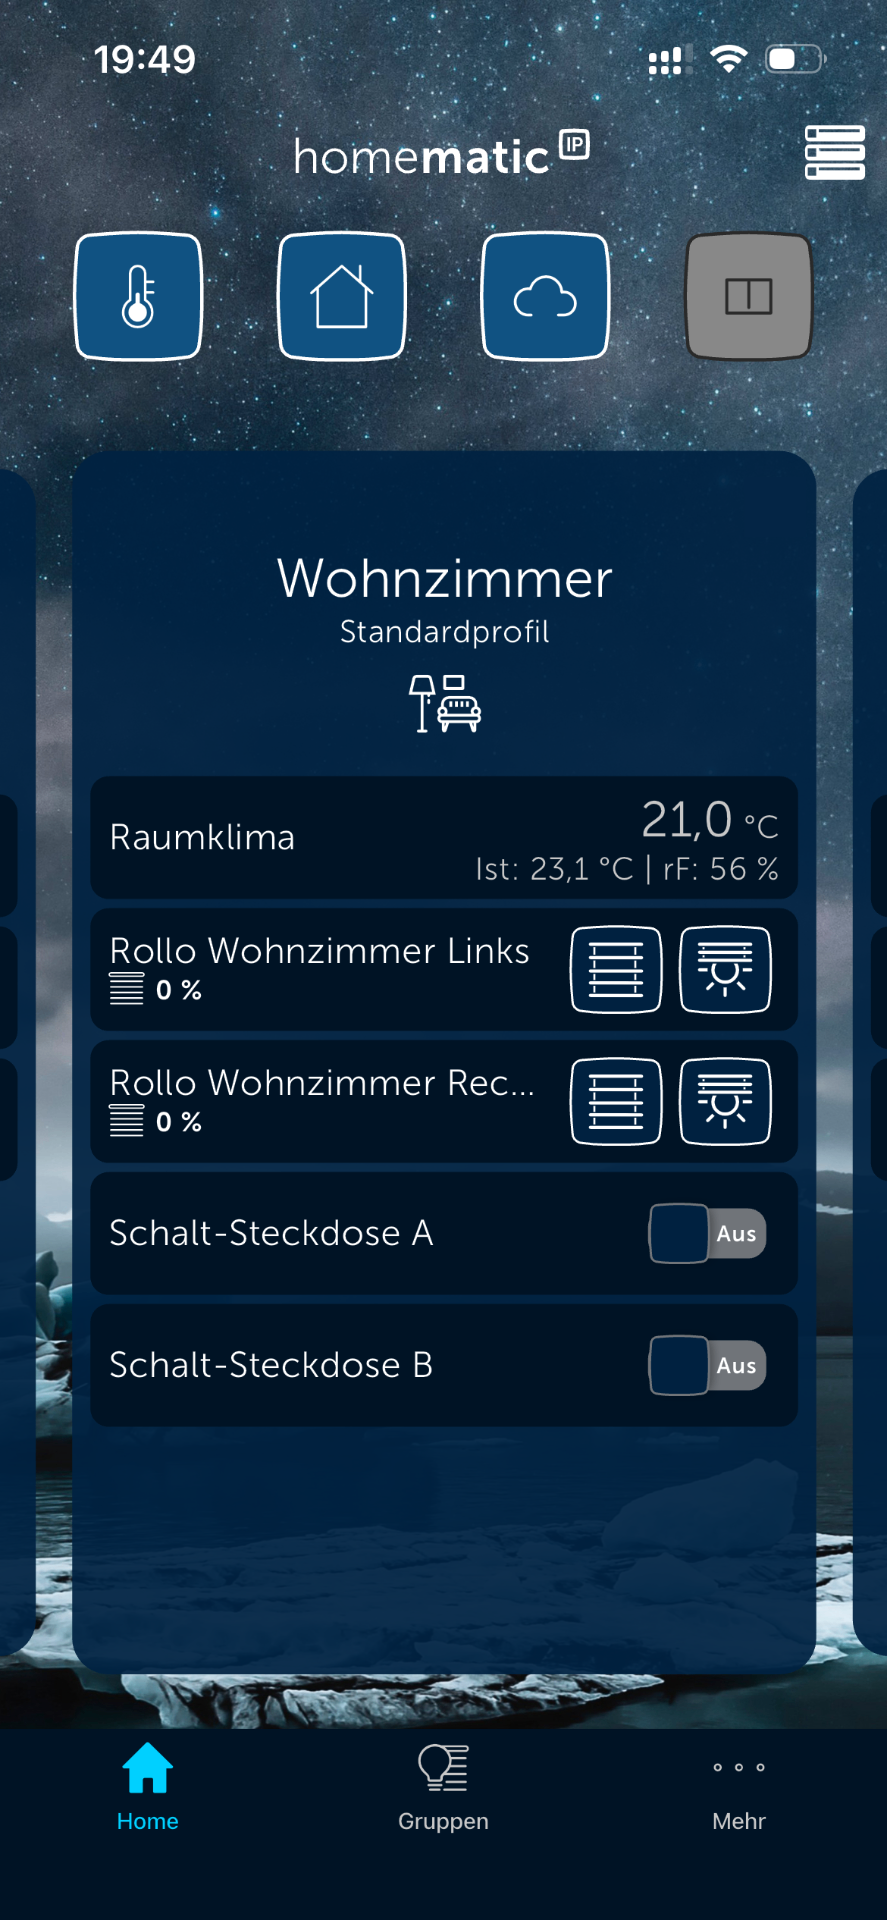 19:49
homematic IP
Wohnzimmer
Standardprofil
Raumklima
21,0 °C
Ist: 23,1 °C | rF: 56 %
Rollo Wohnzimmer Links
0 %
Rollo Wohnzimmer Rec...
0 %
Schalt-Steckdose A
Aus
Schalt-Steckdose B
Aus
Home
Gruppen
Mehr